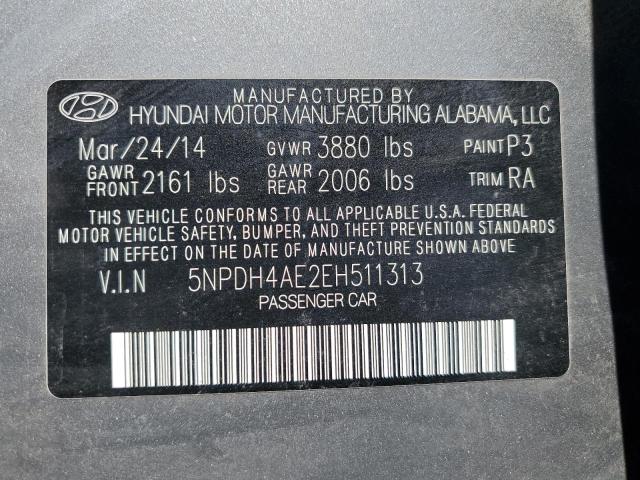 MANUFACTURED BY
HYUNDAI MOTOR MANUFACTURING ALABAMA, LLC
Mar/24/14 GVWR 3880 lbs PAINT P3
GAWR FRONT 2161 lbs GAWR REAR 2006 lbs TRIM RA
THIS VEHICLE CONFORMS TO ALL APPLICABLE U.S.A. FEDERAL
MOTOR VEHICLE SAFETY, BUMPER, AND THEFT PREVENTION STANDARDS
IN EFFECT ON THE DATE OF MANUFACTURE SHOWN ABOVE
V.I.N 5NPDH4AE2EH511313
PASSENGER CAR